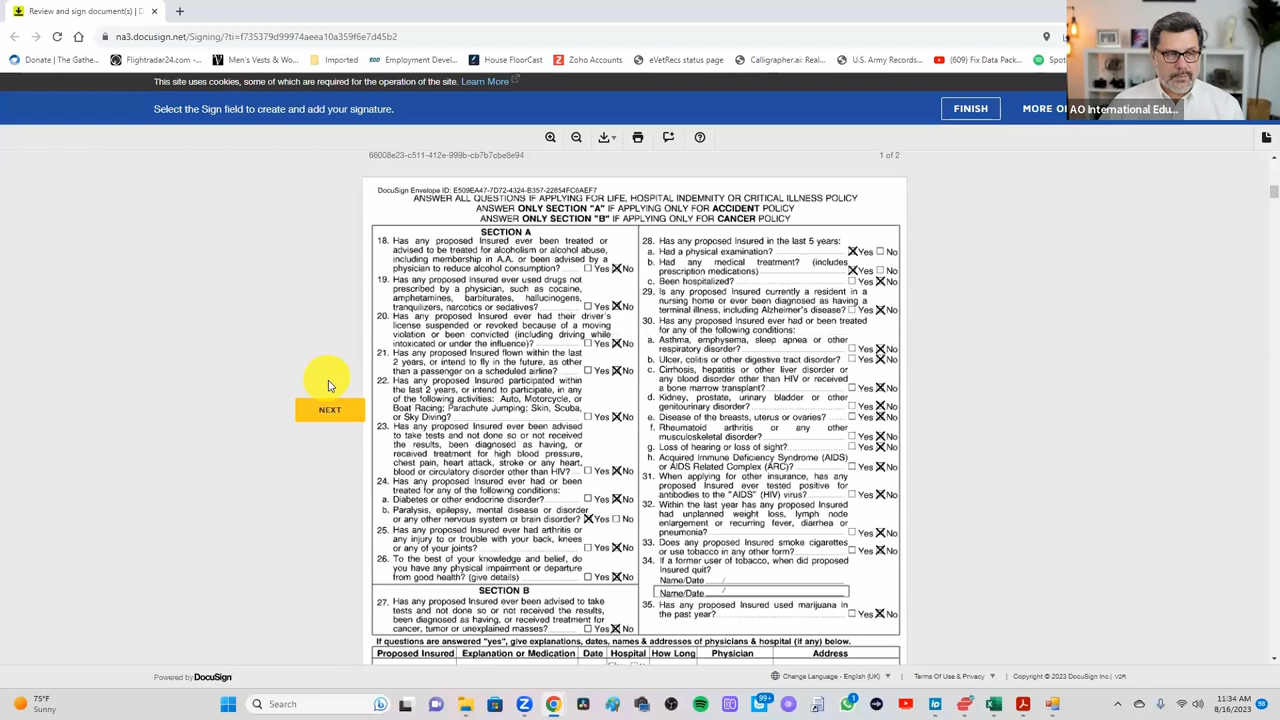 Review and sign document(s) | D
na3.docusign.net/Signing/?ti=f735379d99974aeea10a359f6e7d45b2
Donate | The Gathe...
Flightradar24.com -...
Men's Vests & Wo...
Imported
EDD
Employment Devel...
House FloorCast
Zoho Accounts
eVetRecs status page
Calligrapher.ai: Real...
U.S. Army Records...
(609) Fix Data Pack...
Spot
This site uses cookies, some of which are required for the operation of the site. Learn More
Select the Sign field to create and add your signature.
FINISH
MORE O
AO International Edu...
66008e23-c511-412e-999b-cb7b7cbe8e94
1 of 2
DocuSign Envelope ID: E509EA47-7D72-4324-B357-22854FC6AEF7
ANSWER ALL QUESTIONS IF APPLYING FOR LIFE, HOSPITAL INDEMNITY OR CRITICAL ILLNESS POLICY
ANSWER ONLY SECTION "A" IF APPLYING ONLY FOR ACCIDENT POLICY
ANSWER ONLY SECTION "B" IF APPLYING ONLY FOR CANCER POLICY
SECTION A
18. Has any proposed Insured ever been treated or
advised to be treated for alcoholism or alcohol abuse,
including membership in A.A. or been advised by a
physician to reduce alcohol consumption? Yes No
19. Has any proposed Insured ever used drugs not
prescribed by a physician, such as cocaine,
amphetamines, barbiturates, hallucinogens,
tranquilizers, narcotics or sedatives? Yes No
20. Has any proposed Insured ever had their driver's
license suspended or revoked because of a moving
violation or been convicted (including driving while
intoxicated or under the influence)? Yes No
21. Has any proposed Insured flown within the last
2 years, or intend to fly in the future, as other
than a passenger on a scheduled airline? Yes No
22. Has any proposed Insured participated within
the last 2 years, or intend to participate, in any
of the following activities: Auto, Motorcycle, or
Boat Racing; Parachute Jumping; Skin, Scuba,
or Sky Diving? Yes No
23. Has any proposed Insured ever been advised
to take tests and not done so or not received
the results, been diagnosed as having, or
received treatment for high blood pressure,
chest pain, heart attack, stroke or any heart,
blood or circulatory disorder other than HIV? Yes No
24. Has any proposed Insured ever had or been
treated for any of the following conditions:
a. Diabetes or other endocrine disorder? Yes No
b. Paralysis, epilepsy, mental disease or disorder
or any other nervous system or brain disorder? Yes No
25. Has any proposed Insured ever had arthritis or
any injury to or trouble with your back, knees
or any of your joints? Yes No
26. To the best of your knowledge and belief, do
you have any physical impairment or departure
from good health? (give details) Yes No
SECTION B
27. Has any proposed Insured ever been advised to take
tests and not done so or not received the results,
been diagnosed as having, or received treatment for
cancer, tumor or unexplained masses? Yes No
28. Has any proposed Insured in the last 5 years:
a. Had a physical examination? Yes No
b. Had any medical treatment? (includes
prescription medications) Yes No
c. Been hospitalized? Yes No
29. Is any proposed Insured currently a resident in a
nursing home or ever been diagnosed as having a
terminal illness, including Alzheimer's disease? Yes No
30. Has any proposed Insured ever had or been treated
for any of the following conditions:
a. Asthma, emphysema, sleep apnea or other
respiratory disorder? Yes No
b. Ulcer, colitis or other digestive tract disorder? Yes No
c. Cirrhosis, hepatitis or other liver disorder or
any blood disorder other than HIV or received
a bone marrow transplant? Yes No
d. Kidney, prostate, urinary bladder or other
genitourinary disorder? Yes No
e. Disease of the breasts, uterus or ovaries? Yes No
f. Rheumatoid arthritis or any other
musculoskeletal disorder? Yes No
g. Loss of hearing or loss of sight? Yes No
h. Acquired Immune Deficiency Syndrome (AIDS)
or AIDS Related Complex (ARC)? Yes No
31. When applying for other insurance, has any
proposed Insured ever tested positive for
antibodies to the "AIDS" (HIV) virus? Yes No
32. Within the last year has any proposed Insured
had unplanned weight loss, lymph node
enlargement or recurring fever, diarrhea or
pneumonia? Yes No
33. Does any proposed Insured smoke cigarettes
or use tobacco in any other form? Yes No
34. If a former user of tobacco, when did proposed
Insured quit?
Name/Date /
Name/Date /
35. Has any proposed Insured used marijuana in
the past year? Yes No
If questions are answered "yes", give explanations, dates, names & addresses of physicians & hospital (if any) below.
Proposed Insured Explanation or Medication Date Hospital How Long Physician Address
NEXT
Powered by DocuSign
Change Language - English (UK)
Terms Of Use & Privacy
Copyright © 2023 DocuSign Inc. | V2R
75°F
Sunny
Search
99+
11:34 AM
8/16/2023
98